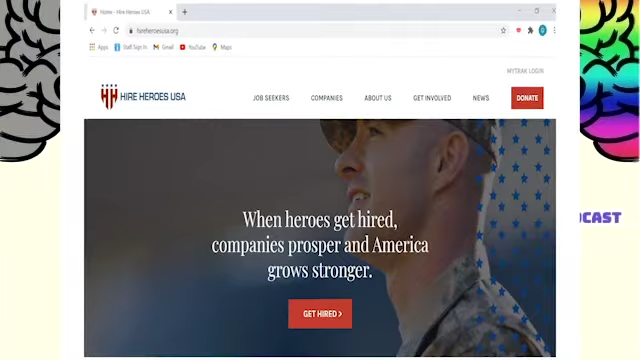 Home - Hire Heroes USA
hireheroesusa.org
Apps Staff Sign In Gmail YouTube Maps
MYTRAK LOGIN
HIRE HEROES USA
JOB SEEKERS COMPANIES ABOUT US GET INVOLVED NEWS DONATE
When heroes get hired,
companies prosper and America
grows stronger.
GET HIRED >